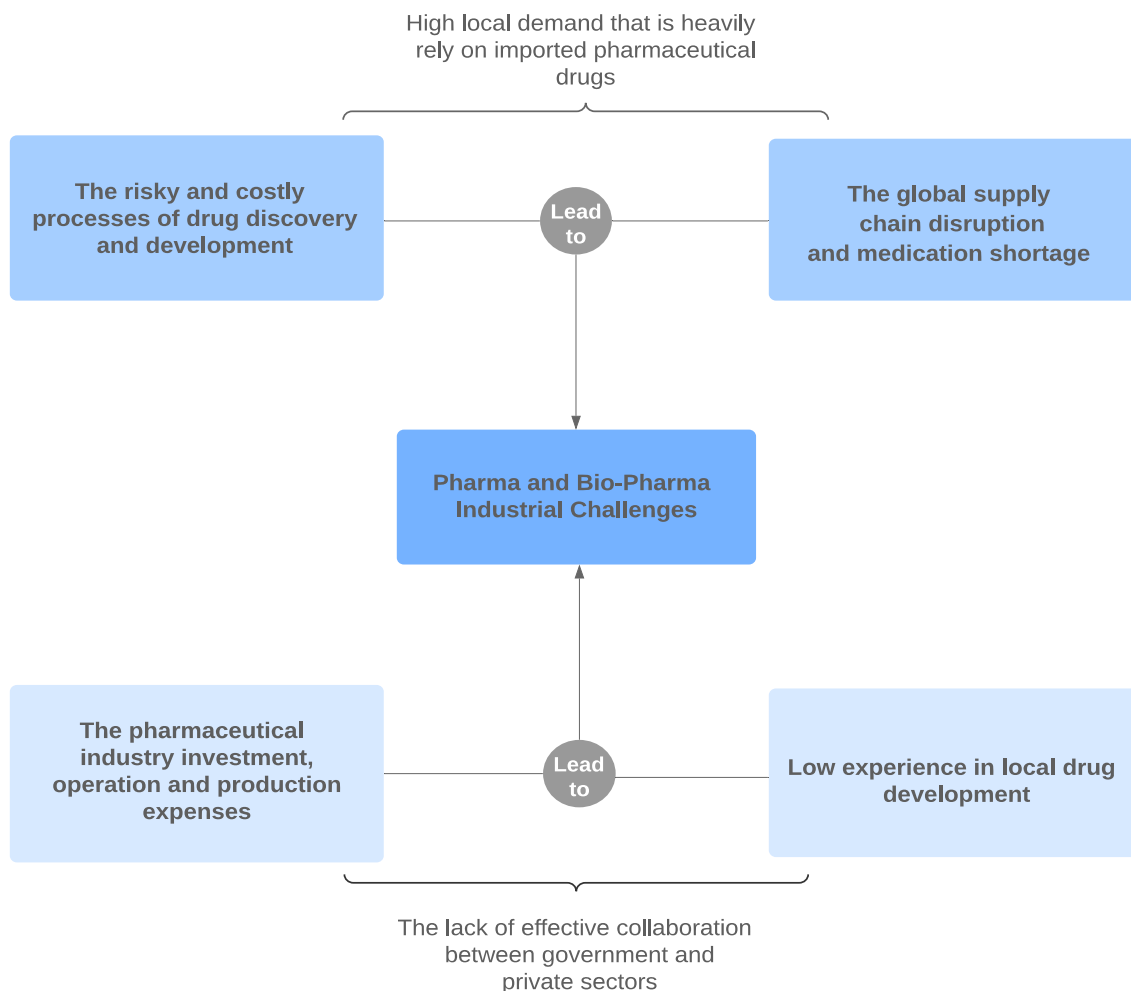 High local demand that is heavily
rely on imported pharmaceutical
drugs
The risky and costly
processes of drug discovery
and development
Lead
to
The global supply
chain disruption
and medication shortage
Pharma and Bio-Pharma
Industrial Challenges
The pharmaceutical
industry investment,
operation and production
expenses
Lead
to
Low experience in local drug
development
The lack of effective collaboration
between government and
private sectors